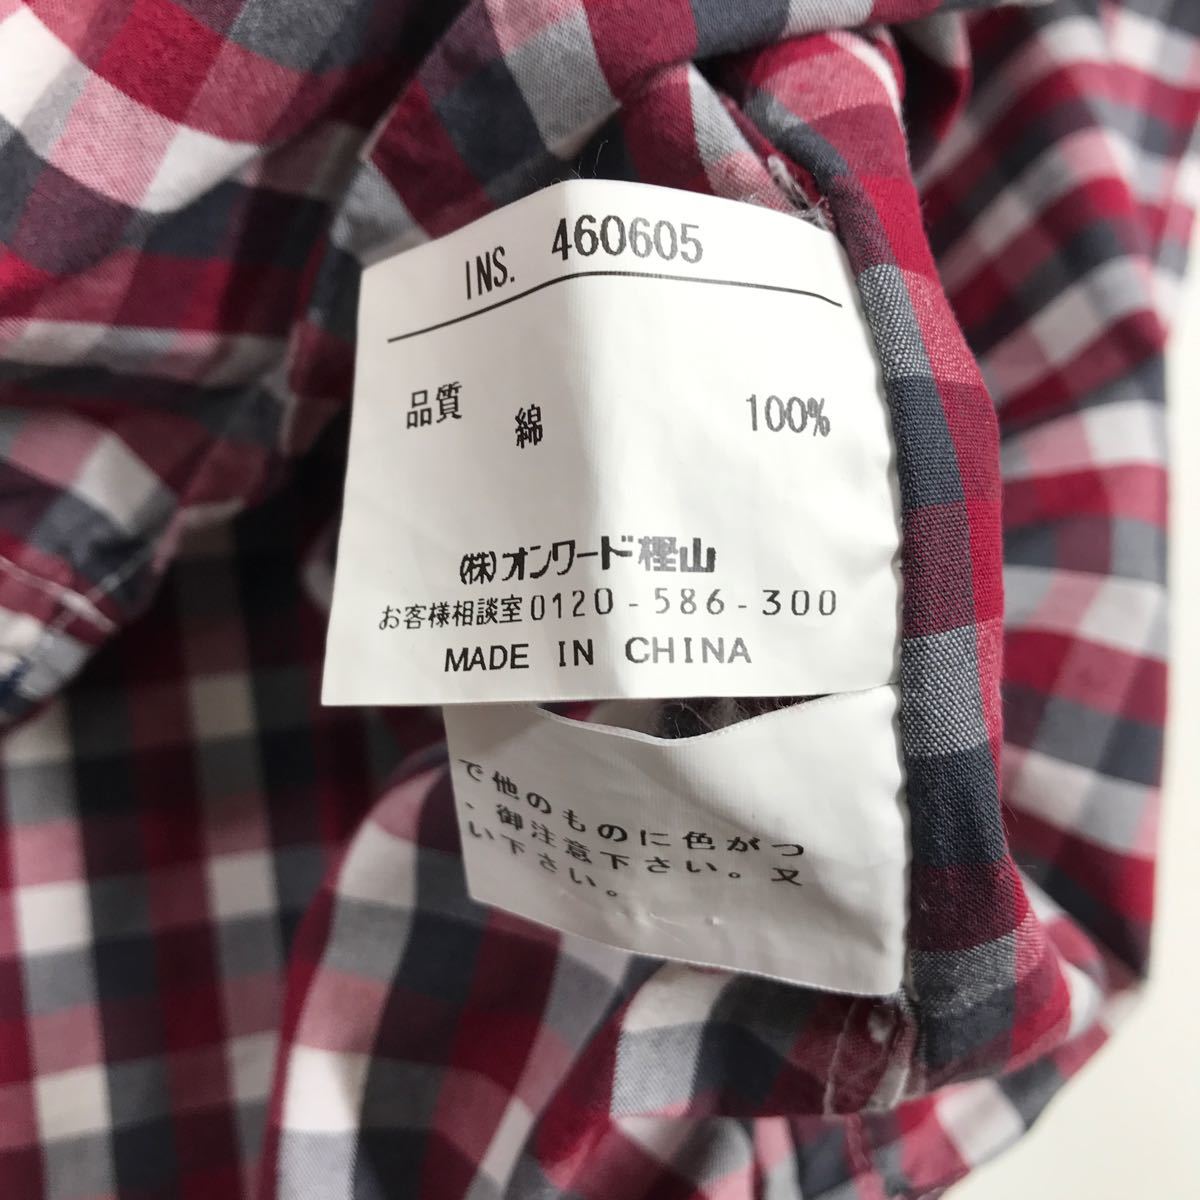 INS. 460605
品質 綿 100%
(株)オンワード樫山
お客様相談室0120-586-300
MADE IN CHINA
で他のものに色がつ
、御注意下さい。又
い下さい。